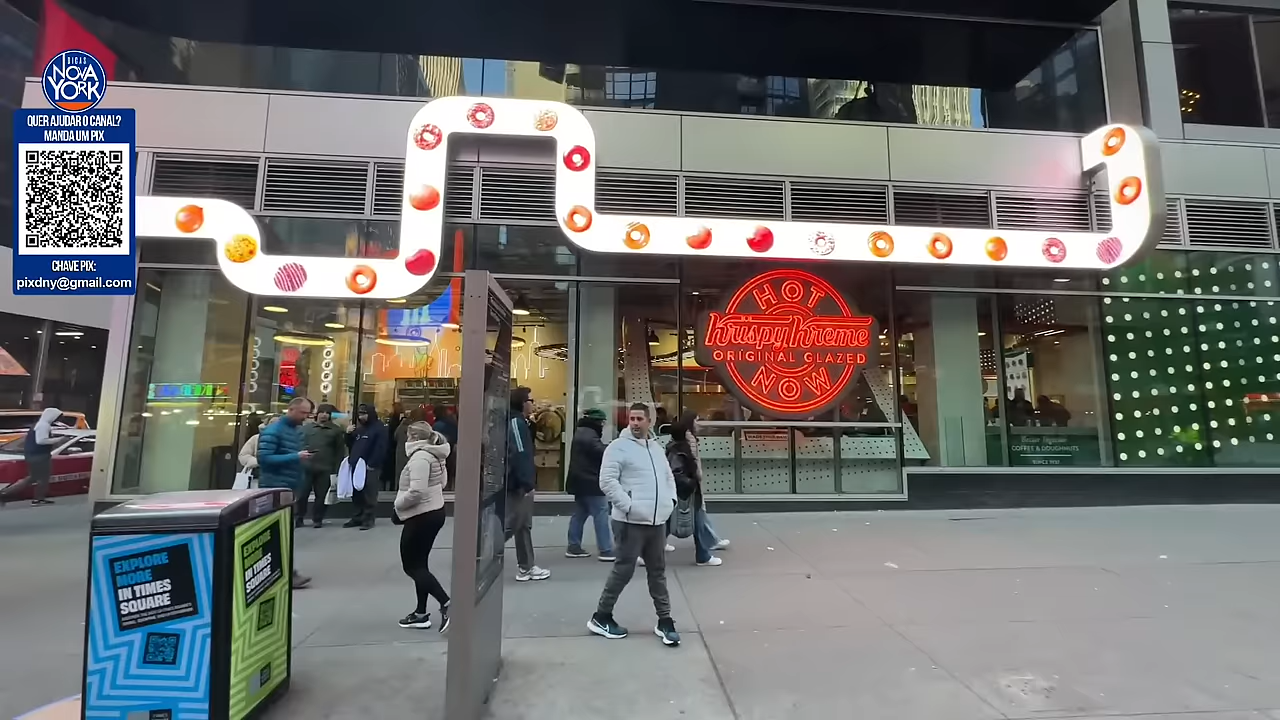 DICAS
NOVA
YORK
QUER AJUDAR O CANAL?
MANDA UM PIX
CHAVE PIX:
pixdny@gmail.com
HOT
Krispy Kreme
ORIGINAL GLAZED
NOW
COFFEE & DOUGHNUTS
EXPLORE
MORE
IN TIMES
SQUARE
EXPLORE
MORE
IN TIMES
SQUARE